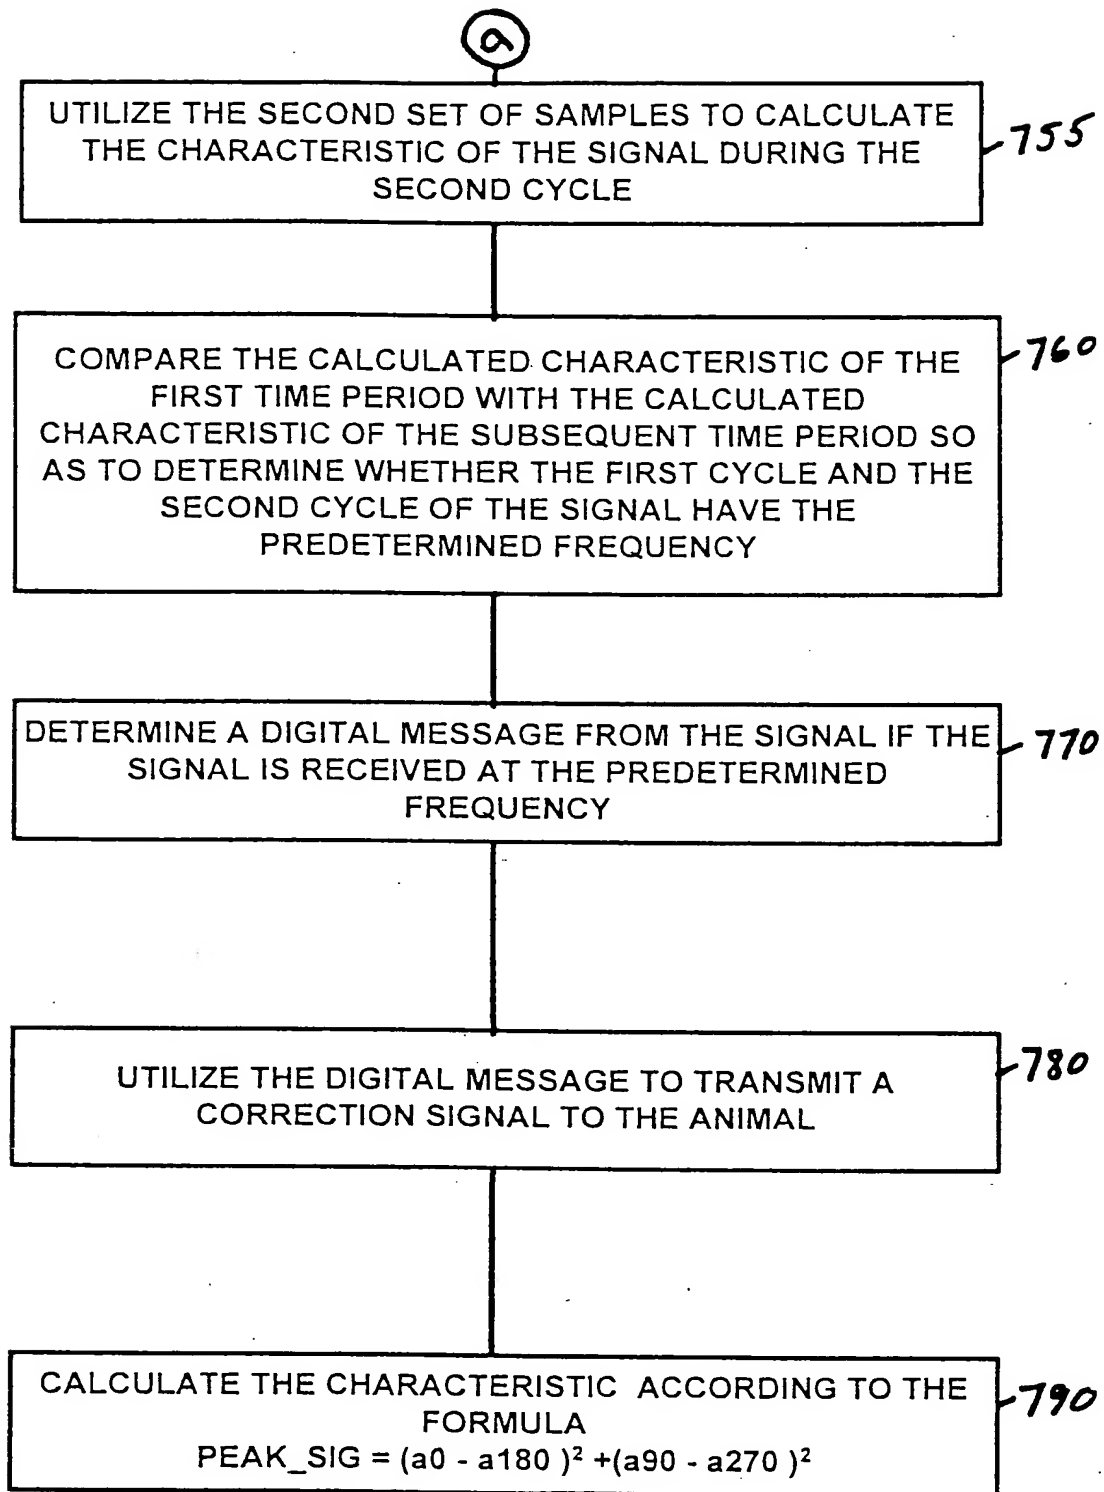 a
UTILIZE THE SECOND SET OF SAMPLES TO CALCULATE
THE CHARACTERISTIC OF THE SIGNAL DURING THE
SECOND CYCLE
755
COMPARE THE CALCULATED CHARACTERISTIC OF THE
FIRST TIME PERIOD WITH THE CALCULATED
CHARACTERISTIC OF THE SUBSEQUENT TIME PERIOD SO
AS TO DETERMINE WHETHER THE FIRST CYCLE AND THE
SECOND CYCLE OF THE SIGNAL HAVE THE
PREDETERMINED FREQUENCY
760
DETERMINE A DIGITAL MESSAGE FROM THE SIGNAL IF THE
SIGNAL IS RECEIVED AT THE PREDETERMINED
FREQUENCY
770
UTILIZE THE DIGITAL MESSAGE TO TRANSMIT A
CORRECTION SIGNAL TO THE ANIMAL
780
CALCULATE THE CHARACTERISTIC ACCORDING TO THE
FORMULA
PEAK_SIG = (a0 - a180 )² +(a90 - a270 )²
790